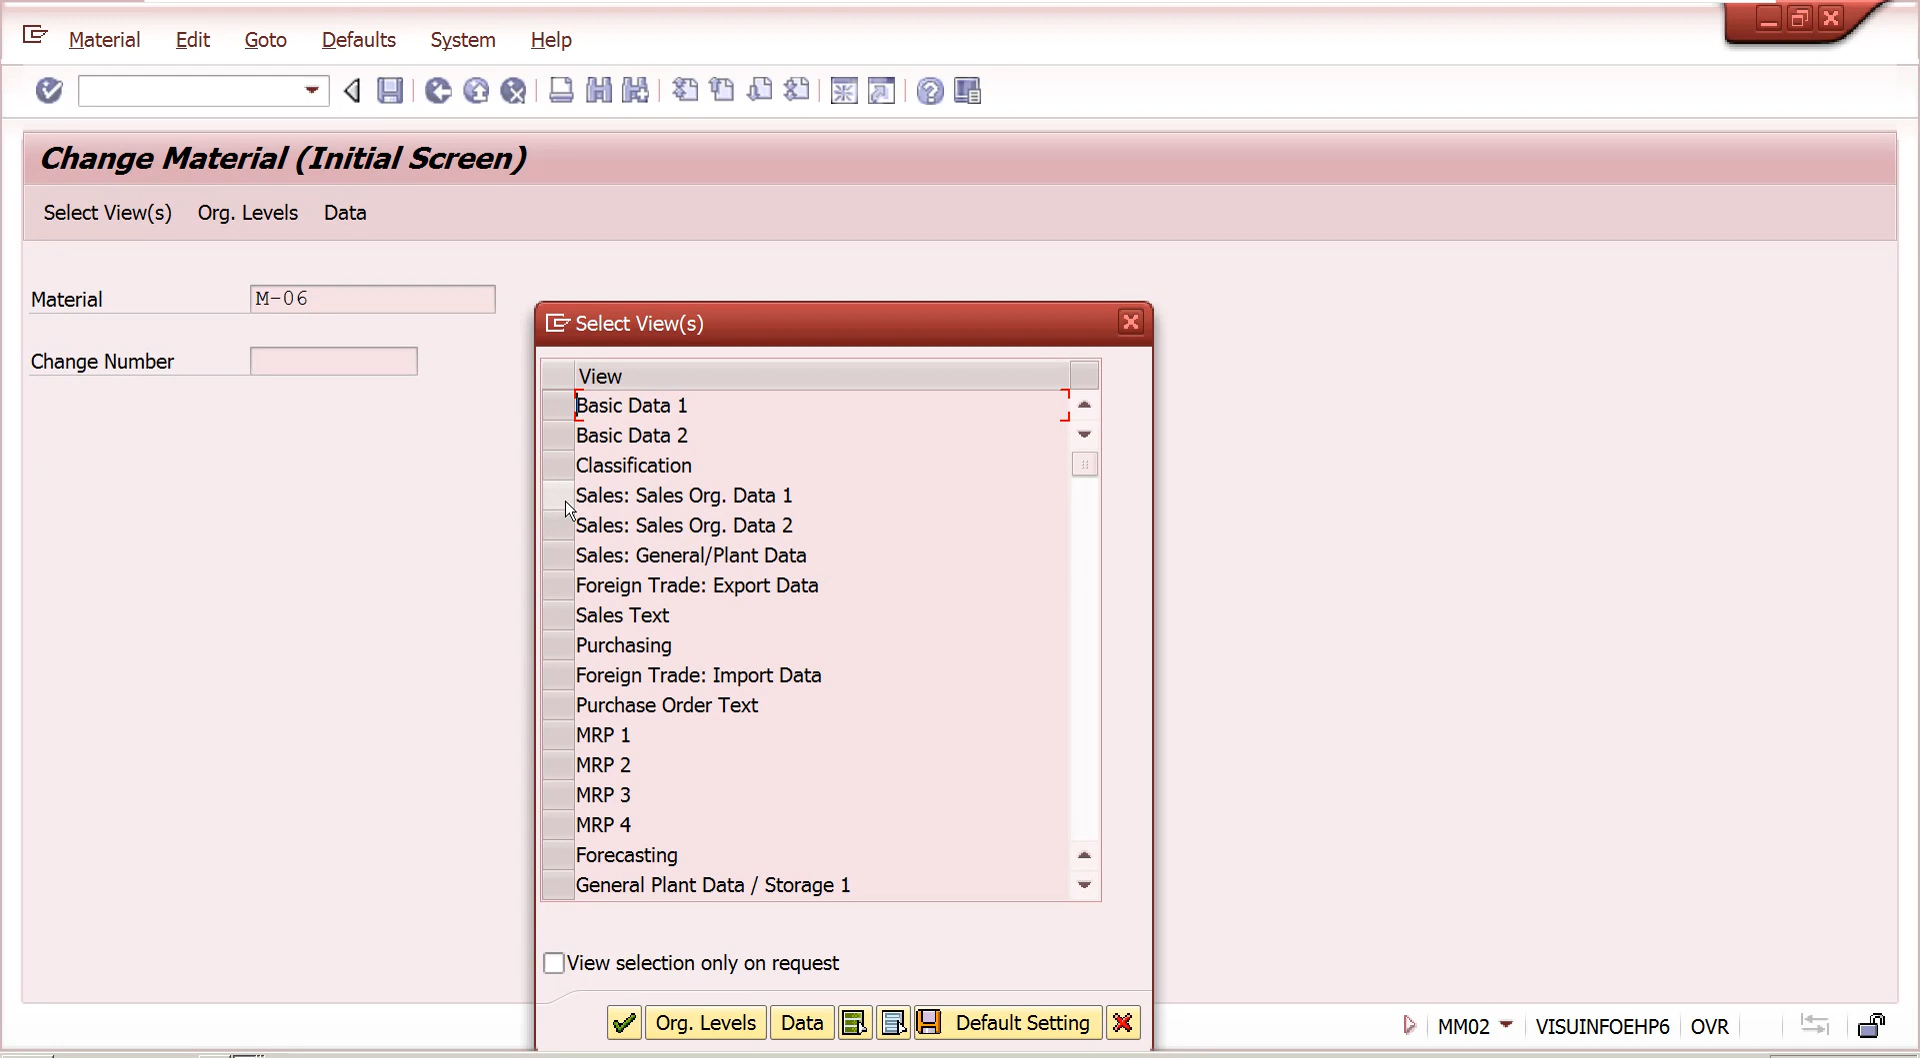 Material Edit Goto Defaults System Help
Change Material (Initial Screen)
Select View(s) Org. Levels Data
Material M-06
Change Number
Select View(s)
View
Basic Data 1
Basic Data 2
Classification
Sales: Sales Org. Data 1
Sales: Sales Org. Data 2
Sales: General/Plant Data
Foreign Trade: Export Data
Sales Text
Purchasing
Foreign Trade: Import Data
Purchase Order Text
MRP 1
MRP 2
MRP 3
MRP 4
Forecasting
General Plant Data / Storage 1
View selection only on request
Org. Levels Data Default Setting
MM02 VISUINFOEHP6 OVR